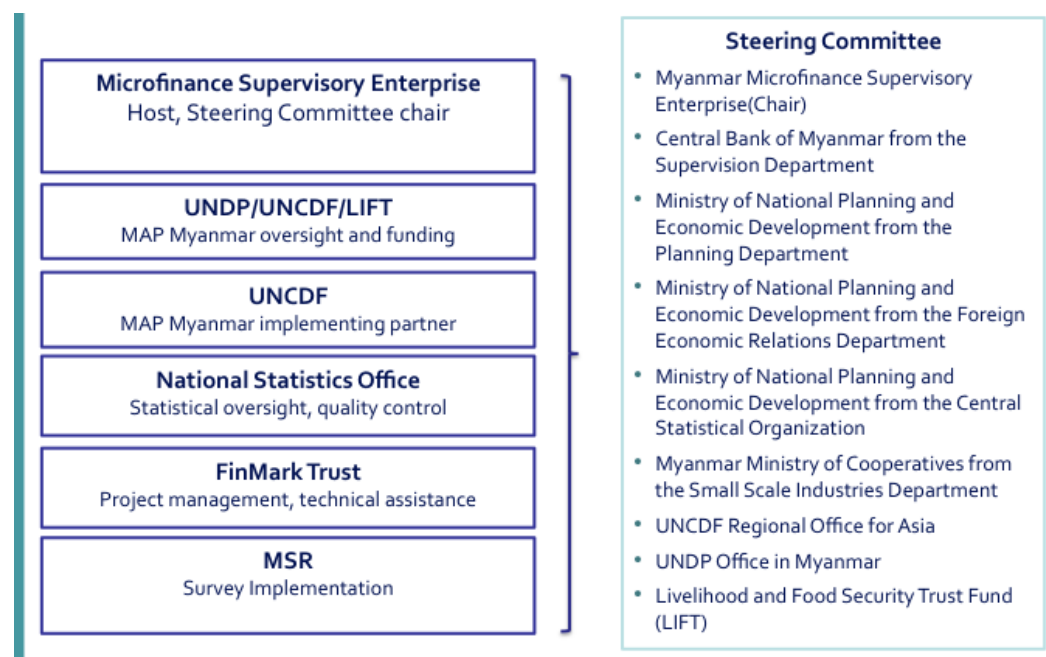 Microfinance Supervisory Enterprise
Host, Steering Committee chair
UNDP/UNCDF/LIFT
MAP Myanmar oversight and funding
UNCDF
MAP Myanmar implementing partner
National Statistics Office
Statistical oversight, quality control
FinMark Trust
Project management, technical assistance
MSR
Survey Implementation
Steering Committee
• Myanmar Microfinance Supervisory
Enterprise(Chair)
• Central Bank of Myanmar from the
Supervision Department
• Ministry of National Planning and
Economic Development from the
Planning Department
• Ministry of National Planning and
Economic Development from the Foreign
Economic Relations Department
• Ministry of National Planning and
Economic Development from the Central
Statistical Organization
• Myanmar Ministry of Cooperatives from
the Small Scale Industries Department
• UNCDF Regional Office for Asia
• UNDP Office in Myanmar
• Livelihood and Food Security Trust Fund
(LIFT)